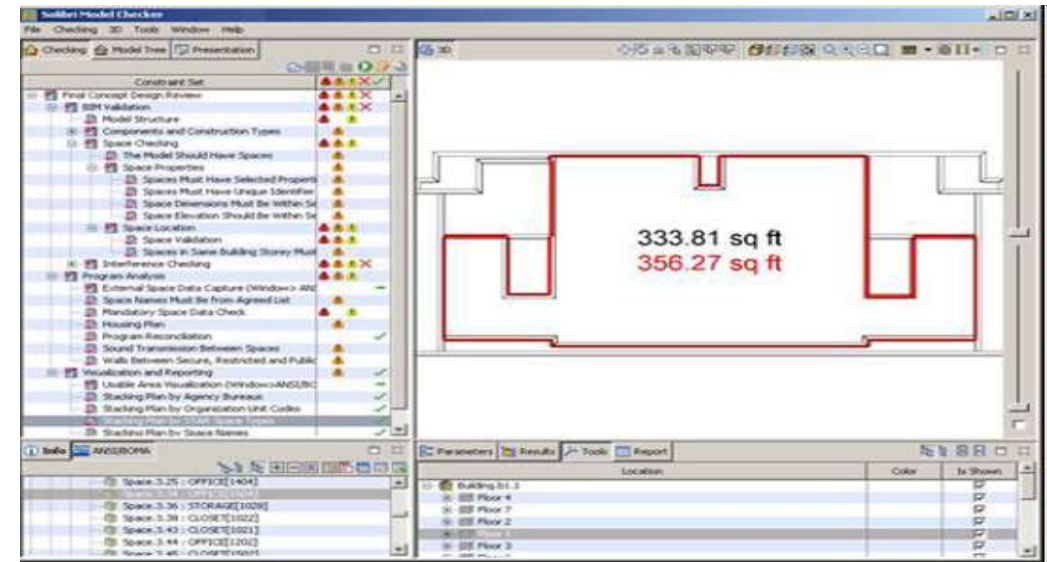 Solibri Model Checker
File Checking 3D Tools Window Help
Checking Model Tree Presentation
3D
Constraint Set
Final Concept Design Review
BIM Validation
Model Structure
Components and Construction Types
Space Checking
The Model Should Have Spaces
Space Properties
Spaces Must Have Selected Properti
Spaces Must Have Unique Identifier
Space Dimensions Must Be Within Se
Space Elevation Should Be Within Se
Space Location
Space Validation
Spaces in Same Building Storey Must
Interference Checking
Program Analysis
External Space Data Capture (Window> ANS
Space Names Must Be from Agreed List
Mandatory Space Data Check
Housing Plan
Program Reconciliation
Sound Transmission Between Spaces
Walls Between Secure, Restricted and Public
Visualization and Reporting
Usable Area Visualization (Window>ANSI/BO
Stacking Plan by Agency Bureaus
Stacking Plan by Organization Unit Codes
Stacking Plan by Space Types
Stacking Plan by Space Names
333.81 sq ft
356.27 sq ft
Info ANSI/BOMA
Space.3.25 : OFFICE[1404]
Space.3.36 : STORAGE[1028]
Space.3.39 : CLOSET[1022]
Space.3.43 : CLOSET[1021]
Space.3.44 : OFFICE[1202]
Parameters Results Tools Report
Location Color Is Shown
Building.b1.1
Floor 4
Floor 7
Floor 2
Floor 3